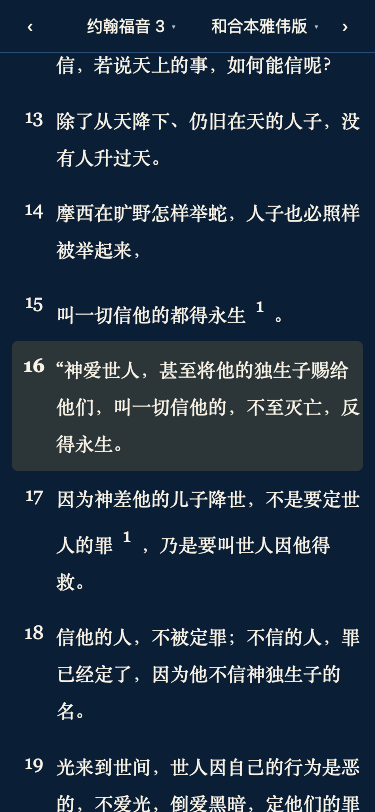 ‹ 约翰福音 3 ▾ 和合本雅伟版 ▾ ›
信，若说天上的事，如何能信呢？
13 除了从天降下、仍旧在天的人子，没
有人升过天。
14 摩西在旷野怎样举蛇，人子也必照样
被举起来，
15 叫一切信他的都得永生 1 。
16 “神爱世人，甚至将他的独生子赐给
他们，叫一切信他的，不至灭亡，反
得永生。
17 因为神差他的儿子降世，不是要定世
人的罪 1 ，乃是要叫世人因他得
救。
18 信他的人，不被定罪；不信的人，罪
已经定了，因为他不信神独生子的
名。
19 光来到世间，世人因自己的行为是恶
的，不爱光，倒爱黑暗，定他们的罪